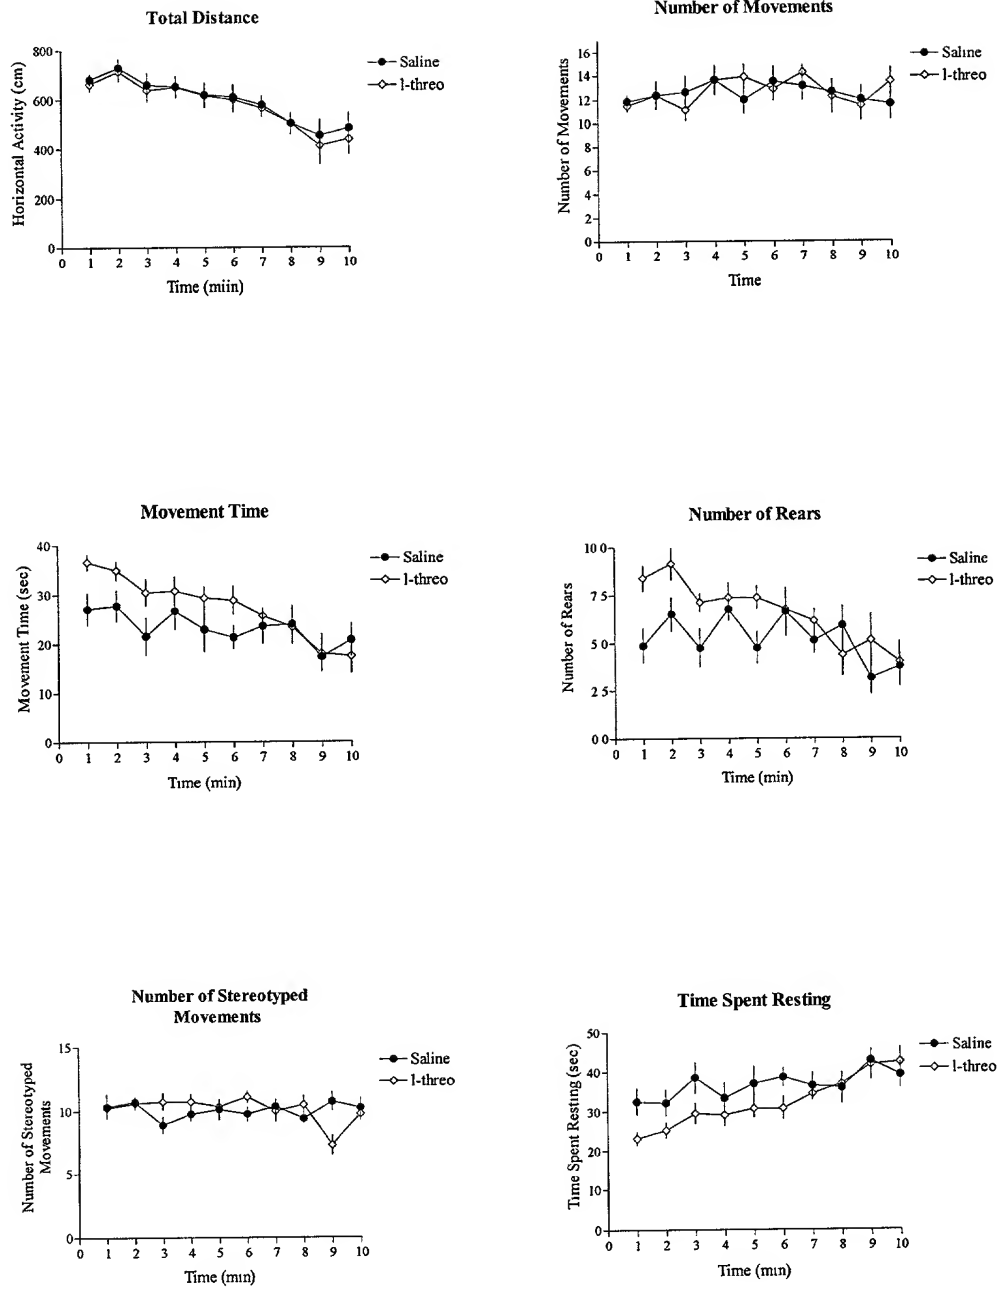 Total Distance
Horizontal Activity (cm)
800
600
400
200
0
0 1 2 3 4 5 6 7 8 9 10
Time (miin)
Saline
l-threo
Number of Movements
Number of Movements
16
14
12
10
8
6
4
2
0
0 1 2 3 4 5 6 7 8 9 10
Time
Saline
l-threo
Movement Time
Movement Time (sec)
40
30
20
10
0
0 1 2 3 4 5 6 7 8 9 10
Time (min)
Saline
l-threo
Number of Rears
Number of Rears
10 0
7.5
5 0
2 5
0 0
0 1 2 3 4 5 6 7 8 9 10
Time (min)
Saline
l-threo
Number of Stereotyped
Movements
Number of Stereotyped
Movements
15
10
5
0
0 1 2 3 4 5 6 7 8 9 10
Time (min)
Saline
l-threo
Time Spent Resting
Time Spent Resting (sec)
50
40
30
20
10
0
0 1 2 3 4 5 6 7 8 9 10
Time (min)
Saline
l-threo